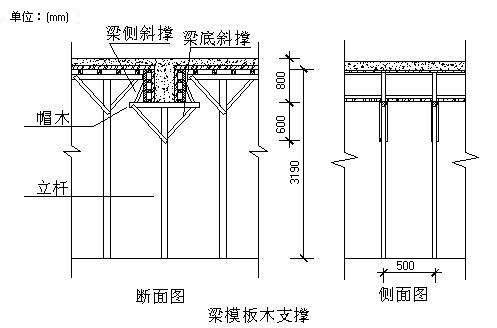 单位：(mm)
梁侧斜撑
梁底斜撑
帽木
立杆
800
600
3190
500
断面图
侧面图
梁模板木支撑